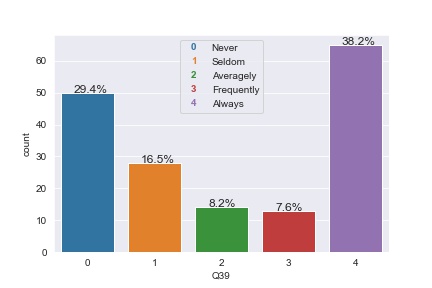 38.2%
0 Never
1 Seldom
2 Averagely
3 Frequently
4 Always
29.4%
16.5%
8.2%
7.6%
60
50
40
30
20
10
0
count
0 1 2 3 4
Q39